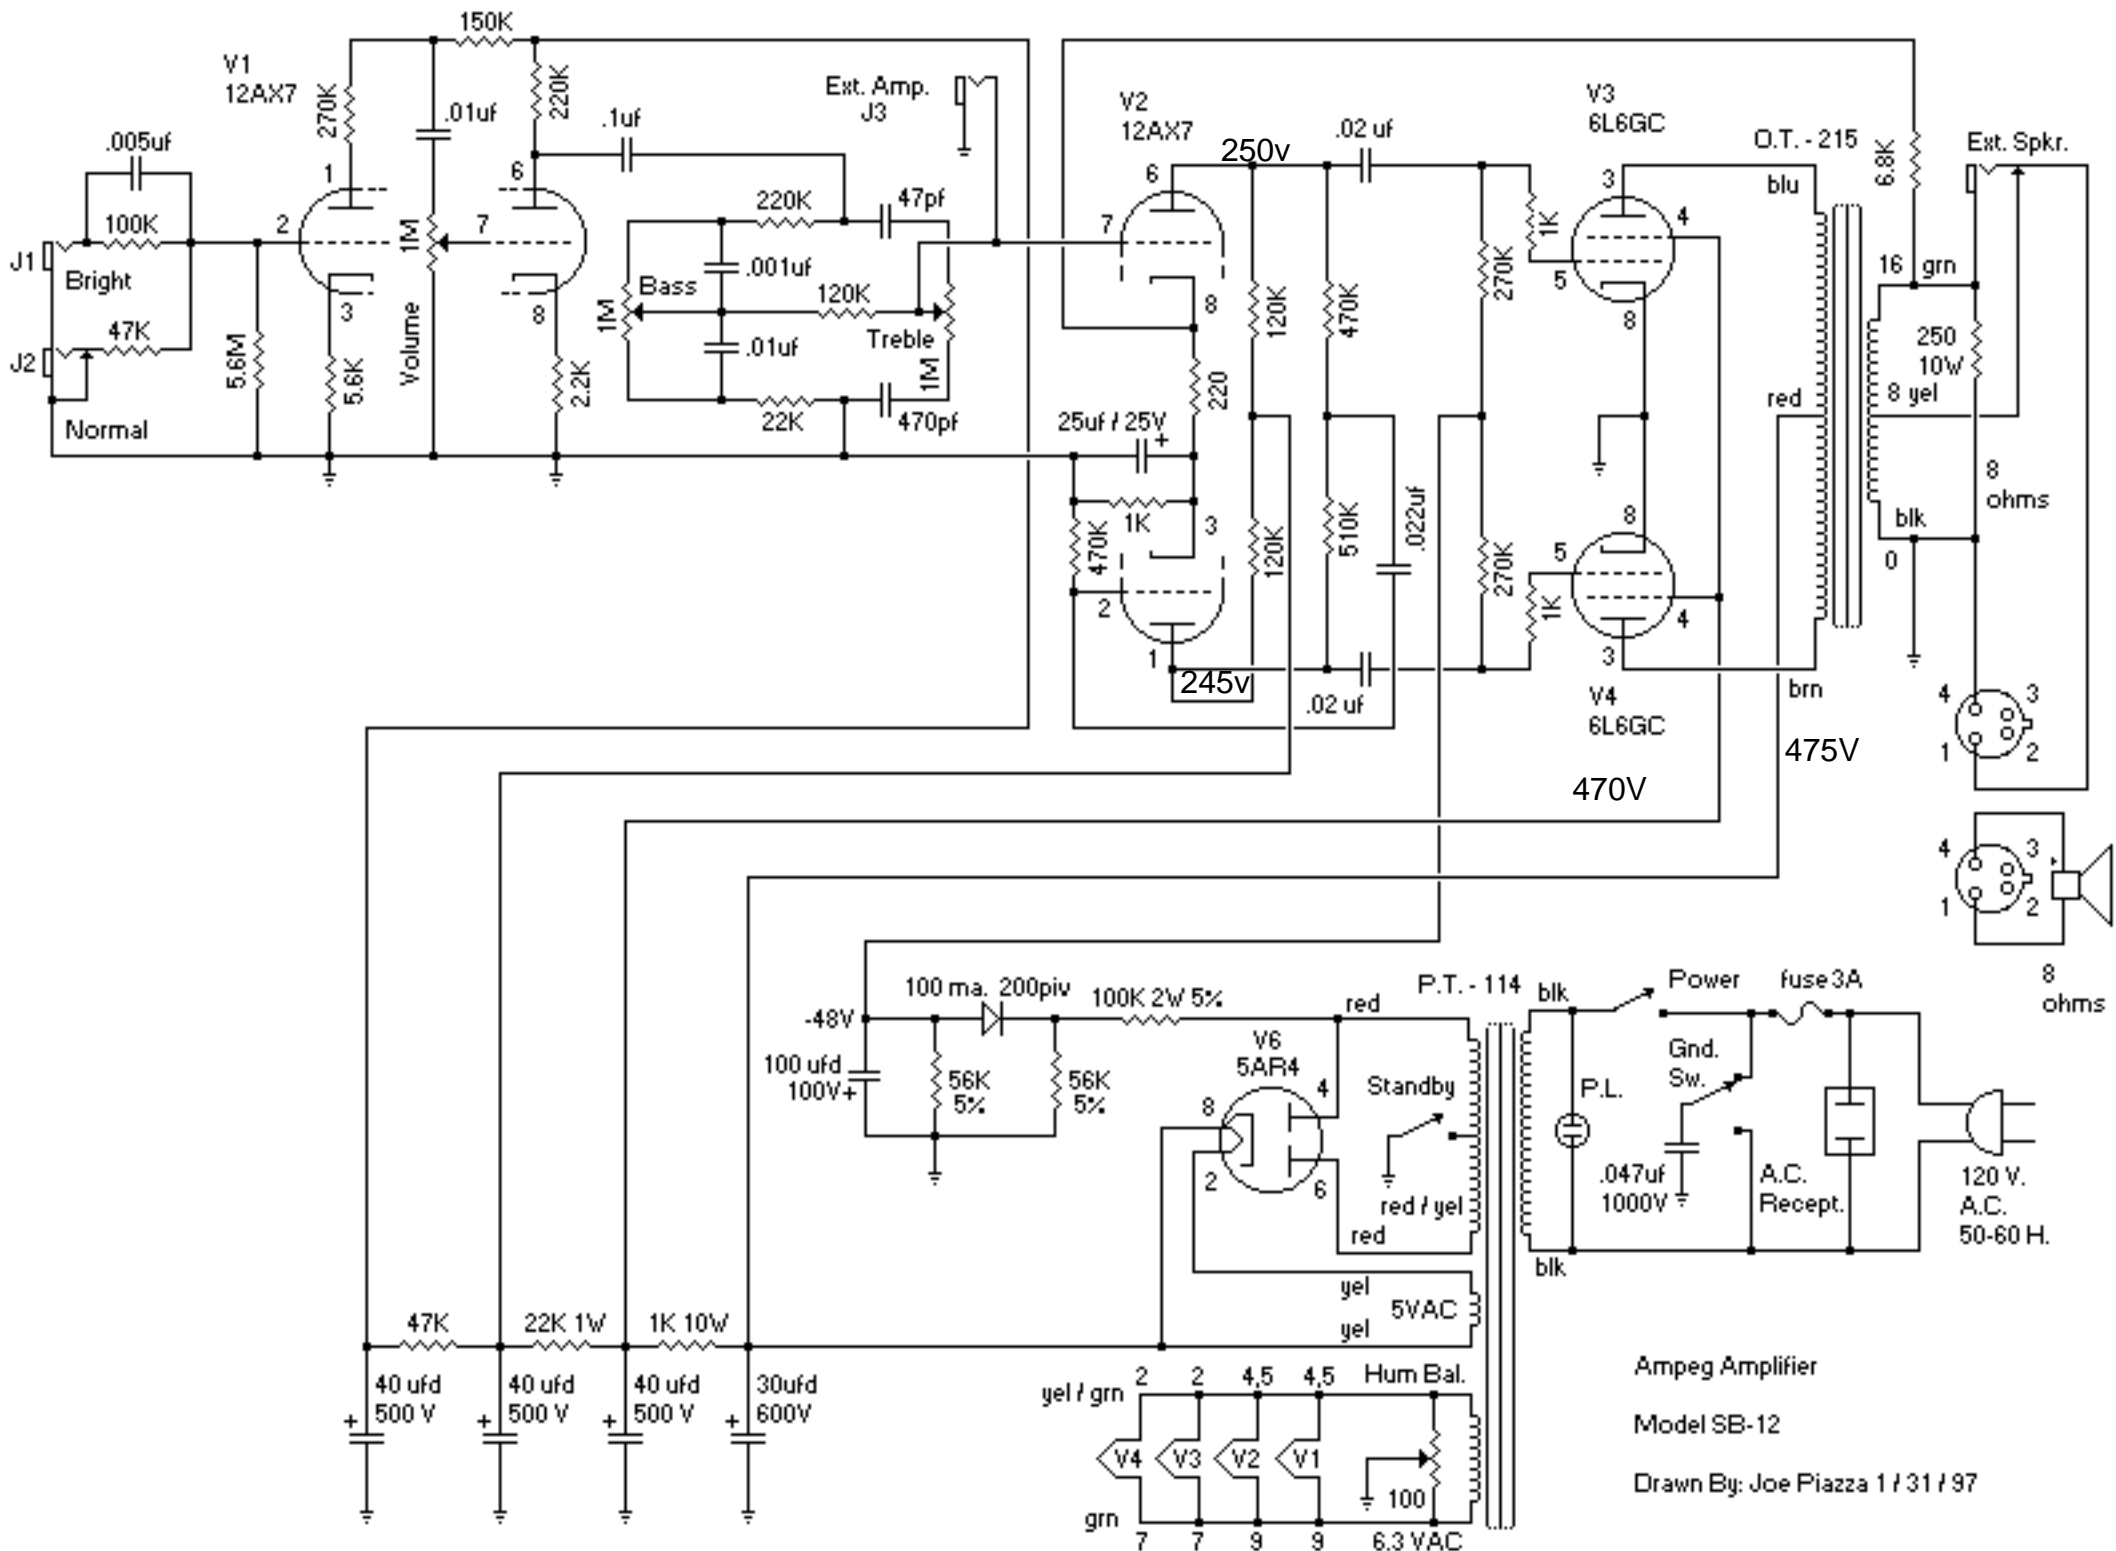 150K
V1
12AX7
270K
.01uf
220K
.1uf
Ext. Amp.
J3
V2
12AX7
250v
.02 uf
V3
6L6GC
O.T. - 215
6.8K
Ext. Spkr.
.005uf
1
6
6
3
blu
100K
2
1M
7
220K
47pf
7
4
1K
J1
Bright
.001uf
5
270K
16
grn
Bass
120K
3
8
8
120K
470K
8
1M
.01uf
Treble
250
10W
47K
J2
5.6M
5.6K
Volume
2.2K
1M
220
red
8 yel
22K
470pf
25uf / 25V
+
Normal
8
ohms
1K
3
470K
120K
510K
.022uf
8
blk
5
270K
0
2
1K
4
1
3
245v
.02 uf
brn
V4
6L6GC
4
3
1
2
475V
470V
4
3
1
2
8
ohms
100 ma. 200piv
100K 2W 5%
red
P.T. - 114
blk
Power
fuse 3A
-48V
V6
5AR4
Gnd.
Sw.
100 ufd
100V+
56K
5%
56K
5%
8
4
Standby
P.L.
2
6
red / yel
red
.047uf
1000V
A.C.
Recept.
120 V.
A.C.
50-60 H.
blk
yel
5VAC
yel
47K
22K 1W
1K 10W
40 ufd
500 V
+
40 ufd
500 V
+
40 ufd
500 V
+
30ufd
600V
+
yel / grn
2
2
4,5
4,5
Hum Bal.
V4
V3
V2
V1
100
grn
7
7
9
9
6.3 VAC
Ampeg Amplifier
Model SB-12
Drawn By: Joe Piazza 1 / 31 / 97